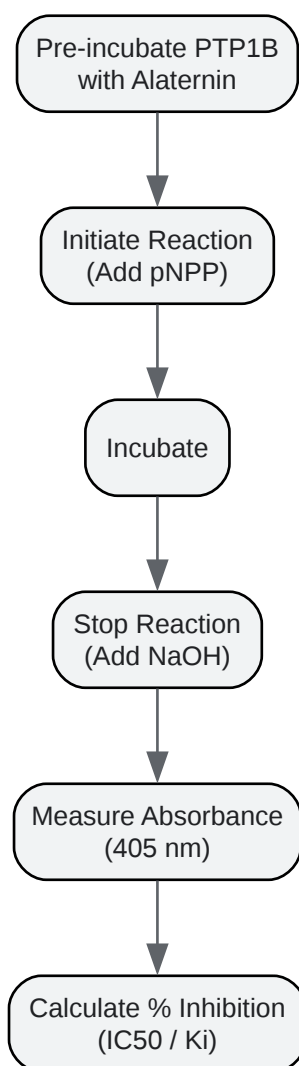 Pre-incubate PTP1B
with Alaternin
Initiate Reaction
(Add pNPP)
Incubate
Stop Reaction
(Add NaOH)
Measure Absorbance
(405 nm)
Calculate % Inhibition
(IC50 / Ki)